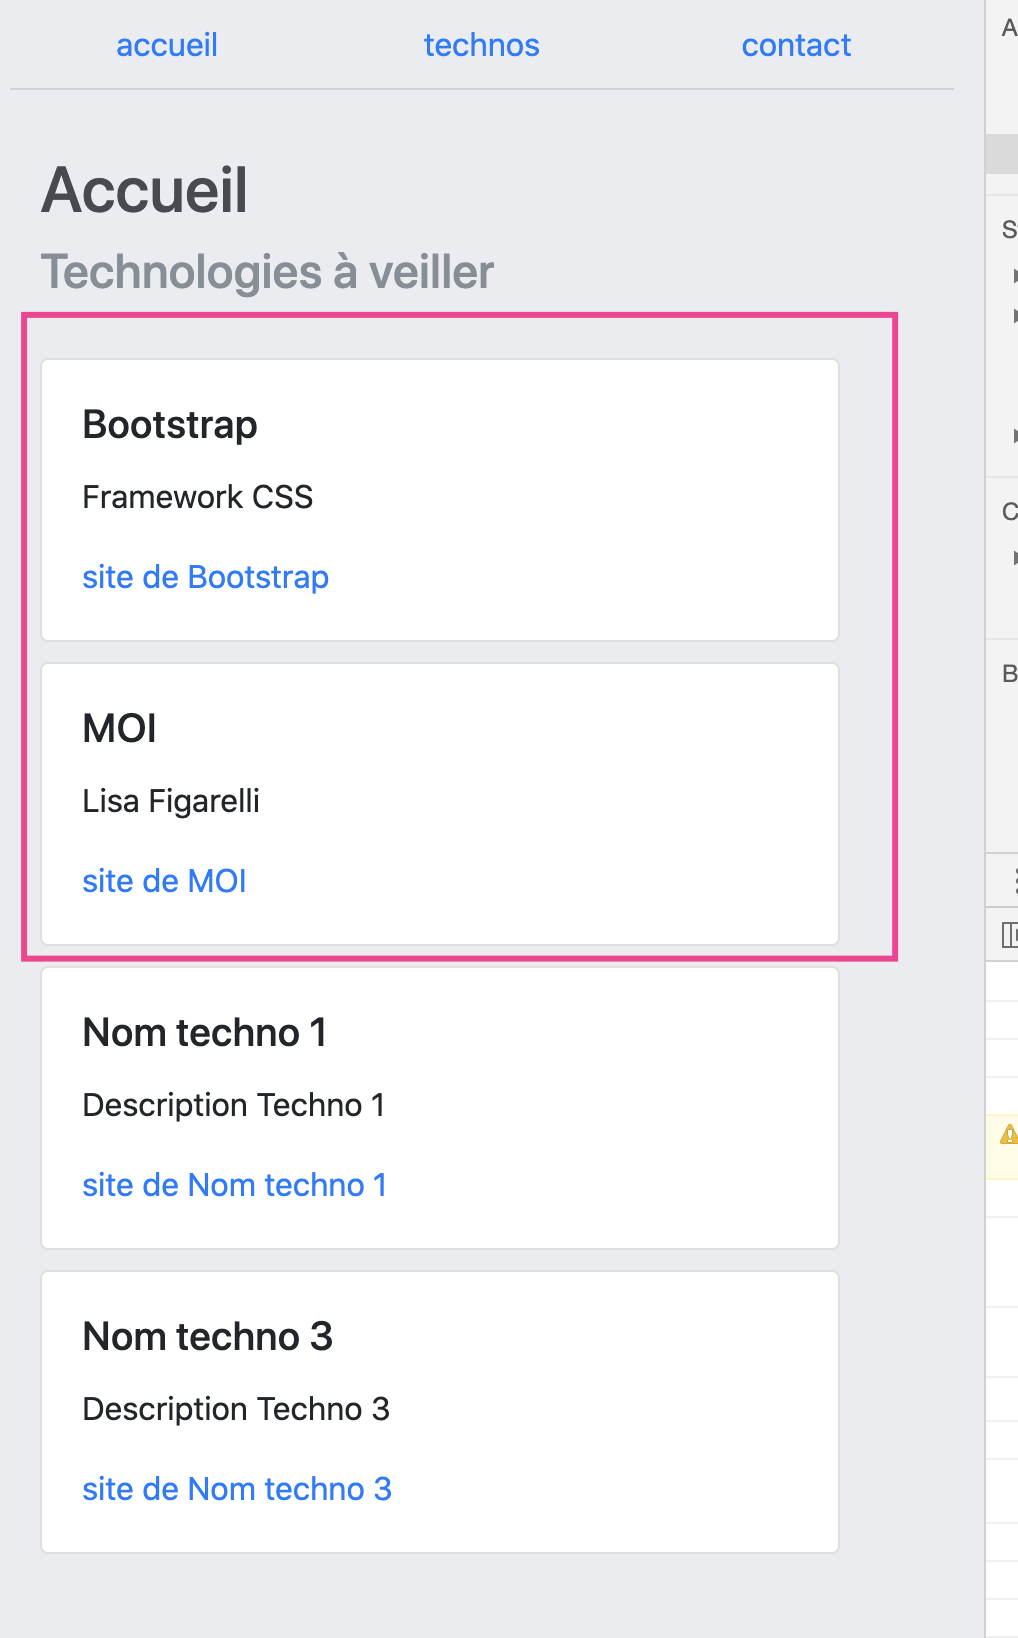 accueil technos contact
Accueil
Technologies à veiller
Bootstrap
Framework CSS
site de Bootstrap
MOI
Lisa Figarelli
site de MOI
Nom techno 1
Description Techno 1
site de Nom techno 1
Nom techno 3
Description Techno 3
site de Nom techno 3